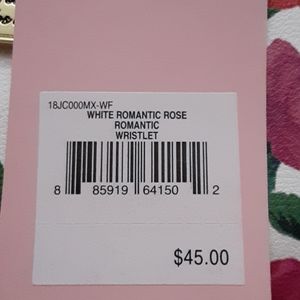 18JC000MX-WF
WHITE ROMANTIC ROSE
ROMANTIC
WRISTLET
8 85919 64150 2
$45.00